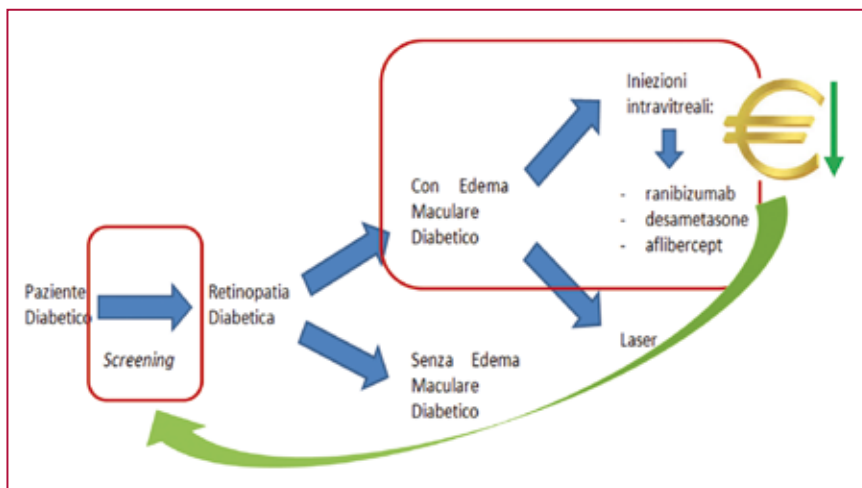 Iniezioni
intravitreali:
- ranibizumab
- desametasone
- aflibercept
Con Edema
Maculare
Diabetico
Paziente
Diabetico
Screening
Retinopatia
Diabetica
Senza Edema
Maculare
Diabetico
Laser